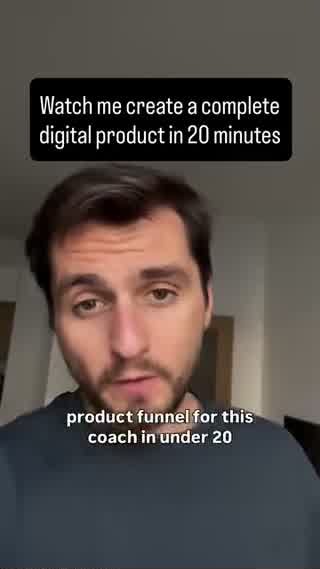 Watch me create a complete
digital product in 20 minutes
product funnel for this
coach in under 20